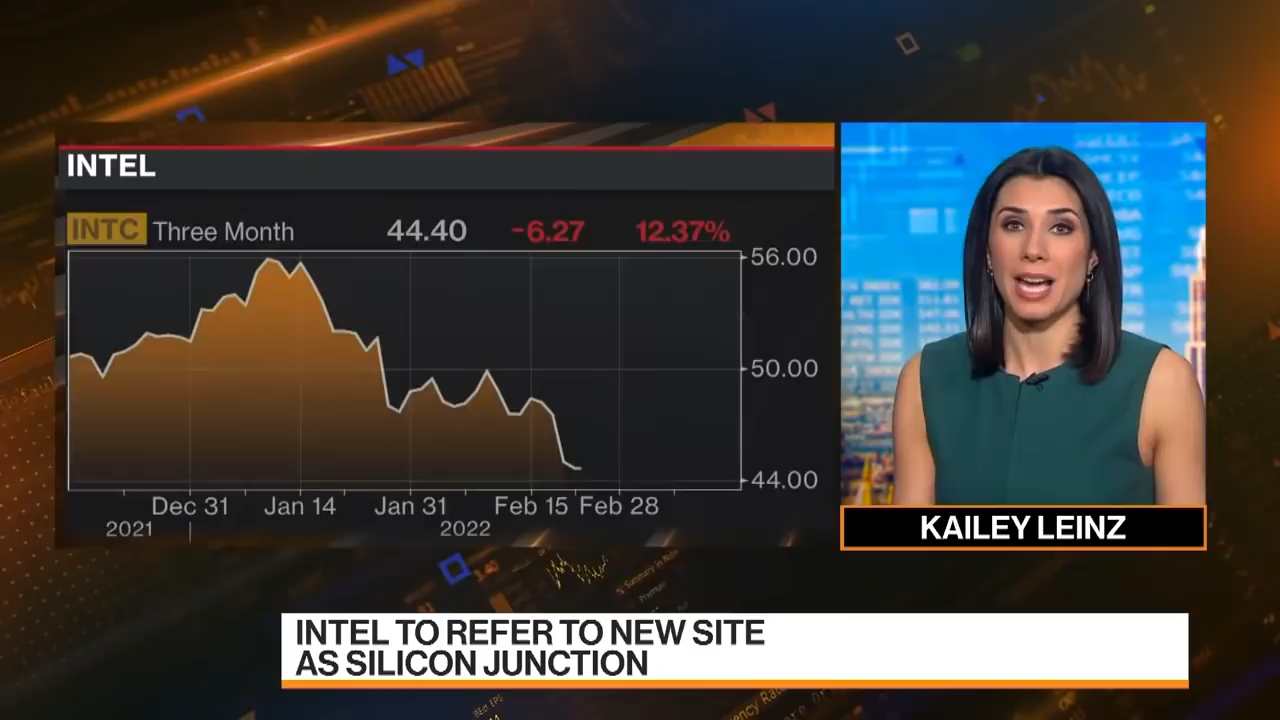 INTEL
INTC Three Month 44.40 -6.27 12.37%
56.00
50.00
44.00
Dec 31 Jan 14 Jan 31 Feb 15 Feb 28
2021 2022
KAILEY LEINZ
INTEL TO REFER TO NEW SITE
AS SILICON JUNCTION